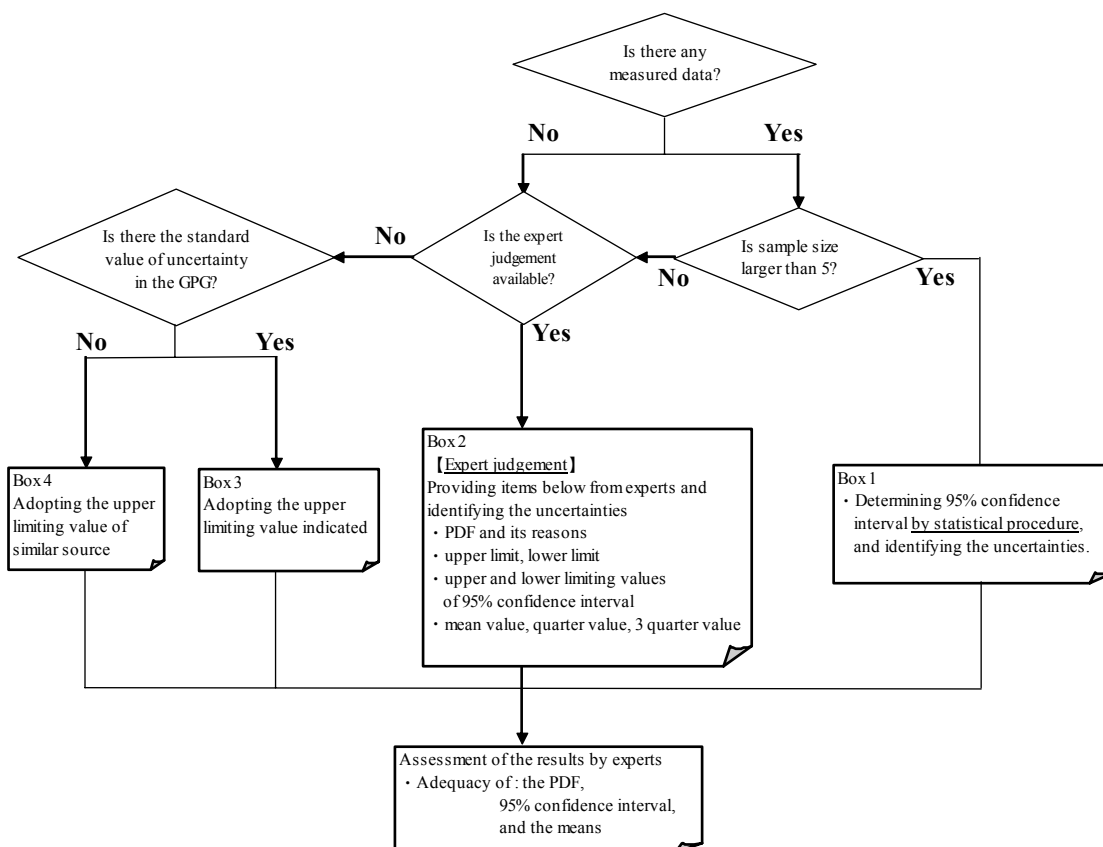 Is there any
measured data?
No
Yes
Is there the standard
value of uncertainty
in the GPG?
No
Is the expert
judgement
available?
No
Is sample size
larger than 5?
Yes
No
Yes
Yes
Box 4
Adopting the upper
limiting value of
similar source
Box 3
Adopting the upper
limiting value indicated
Box 2
【Expert judgement】
Providing items below from experts and
identifying the uncertainties
・PDF and its reasons
・upper limit, lower limit
・upper and lower limiting values
of 95% confidence interval
・mean value, quarter value, 3 quarter value
Box 1
・Determining 95% confidence
interval by statistical procedure,
and identifying the uncertainties.
Assessment of the results by experts
・Adequacy of : the PDF,
95% confidence interval,
and the means